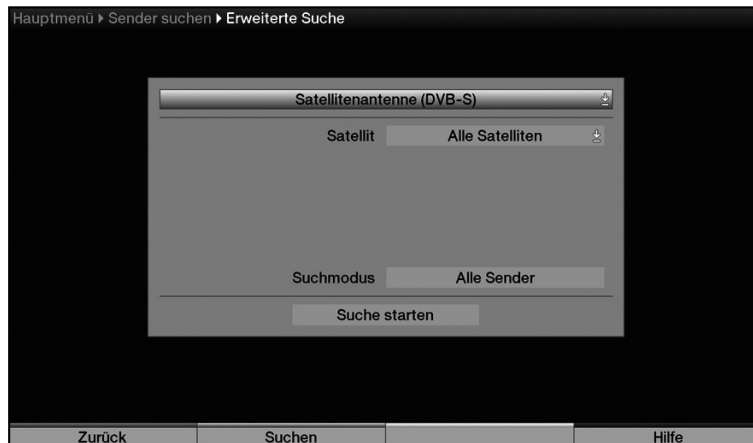 Hauptmenü ▸ Sender suchen ▸ Erweiterte Suche
Satellitenantenne (DVB-S)
Satellit Alle Satelliten
Suchmodus Alle Sender
Suche starten
Zurück Suchen Hilfe